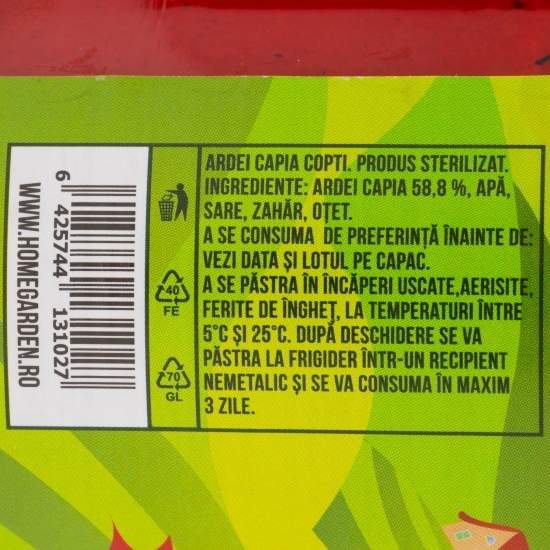 ARDEI CAPIA COPTI. PRODUS STERILIZAT.
INGREDIENTE: ARDEI CAPIA 58,8 %, APĂ,
SARE, ZAHĂR, OȚET.
A SE CONSUMA DE PREFERINȚĂ ÎNAINTE DE:
VEZI DATA ȘI LOTUL PE CAPAC.
A SE PĂSTRA ÎN ÎNCĂPERI USCATE,AERISITE,
FERITE DE ÎNGHEȚ, LA TEMPERATURI ÎNTRE
5°C ȘI 25°C. DUPĂ DESCHIDERE SE VA
PĂSTRA LA FRIGIDER ÎNTR-UN RECIPIENT
NEMETALIC ȘI SE VA CONSUMA ÎN MAXIM
3 ZILE.
40
FE
70
GL
6 425744 131027
WWW.HOMEGARDEN.RO